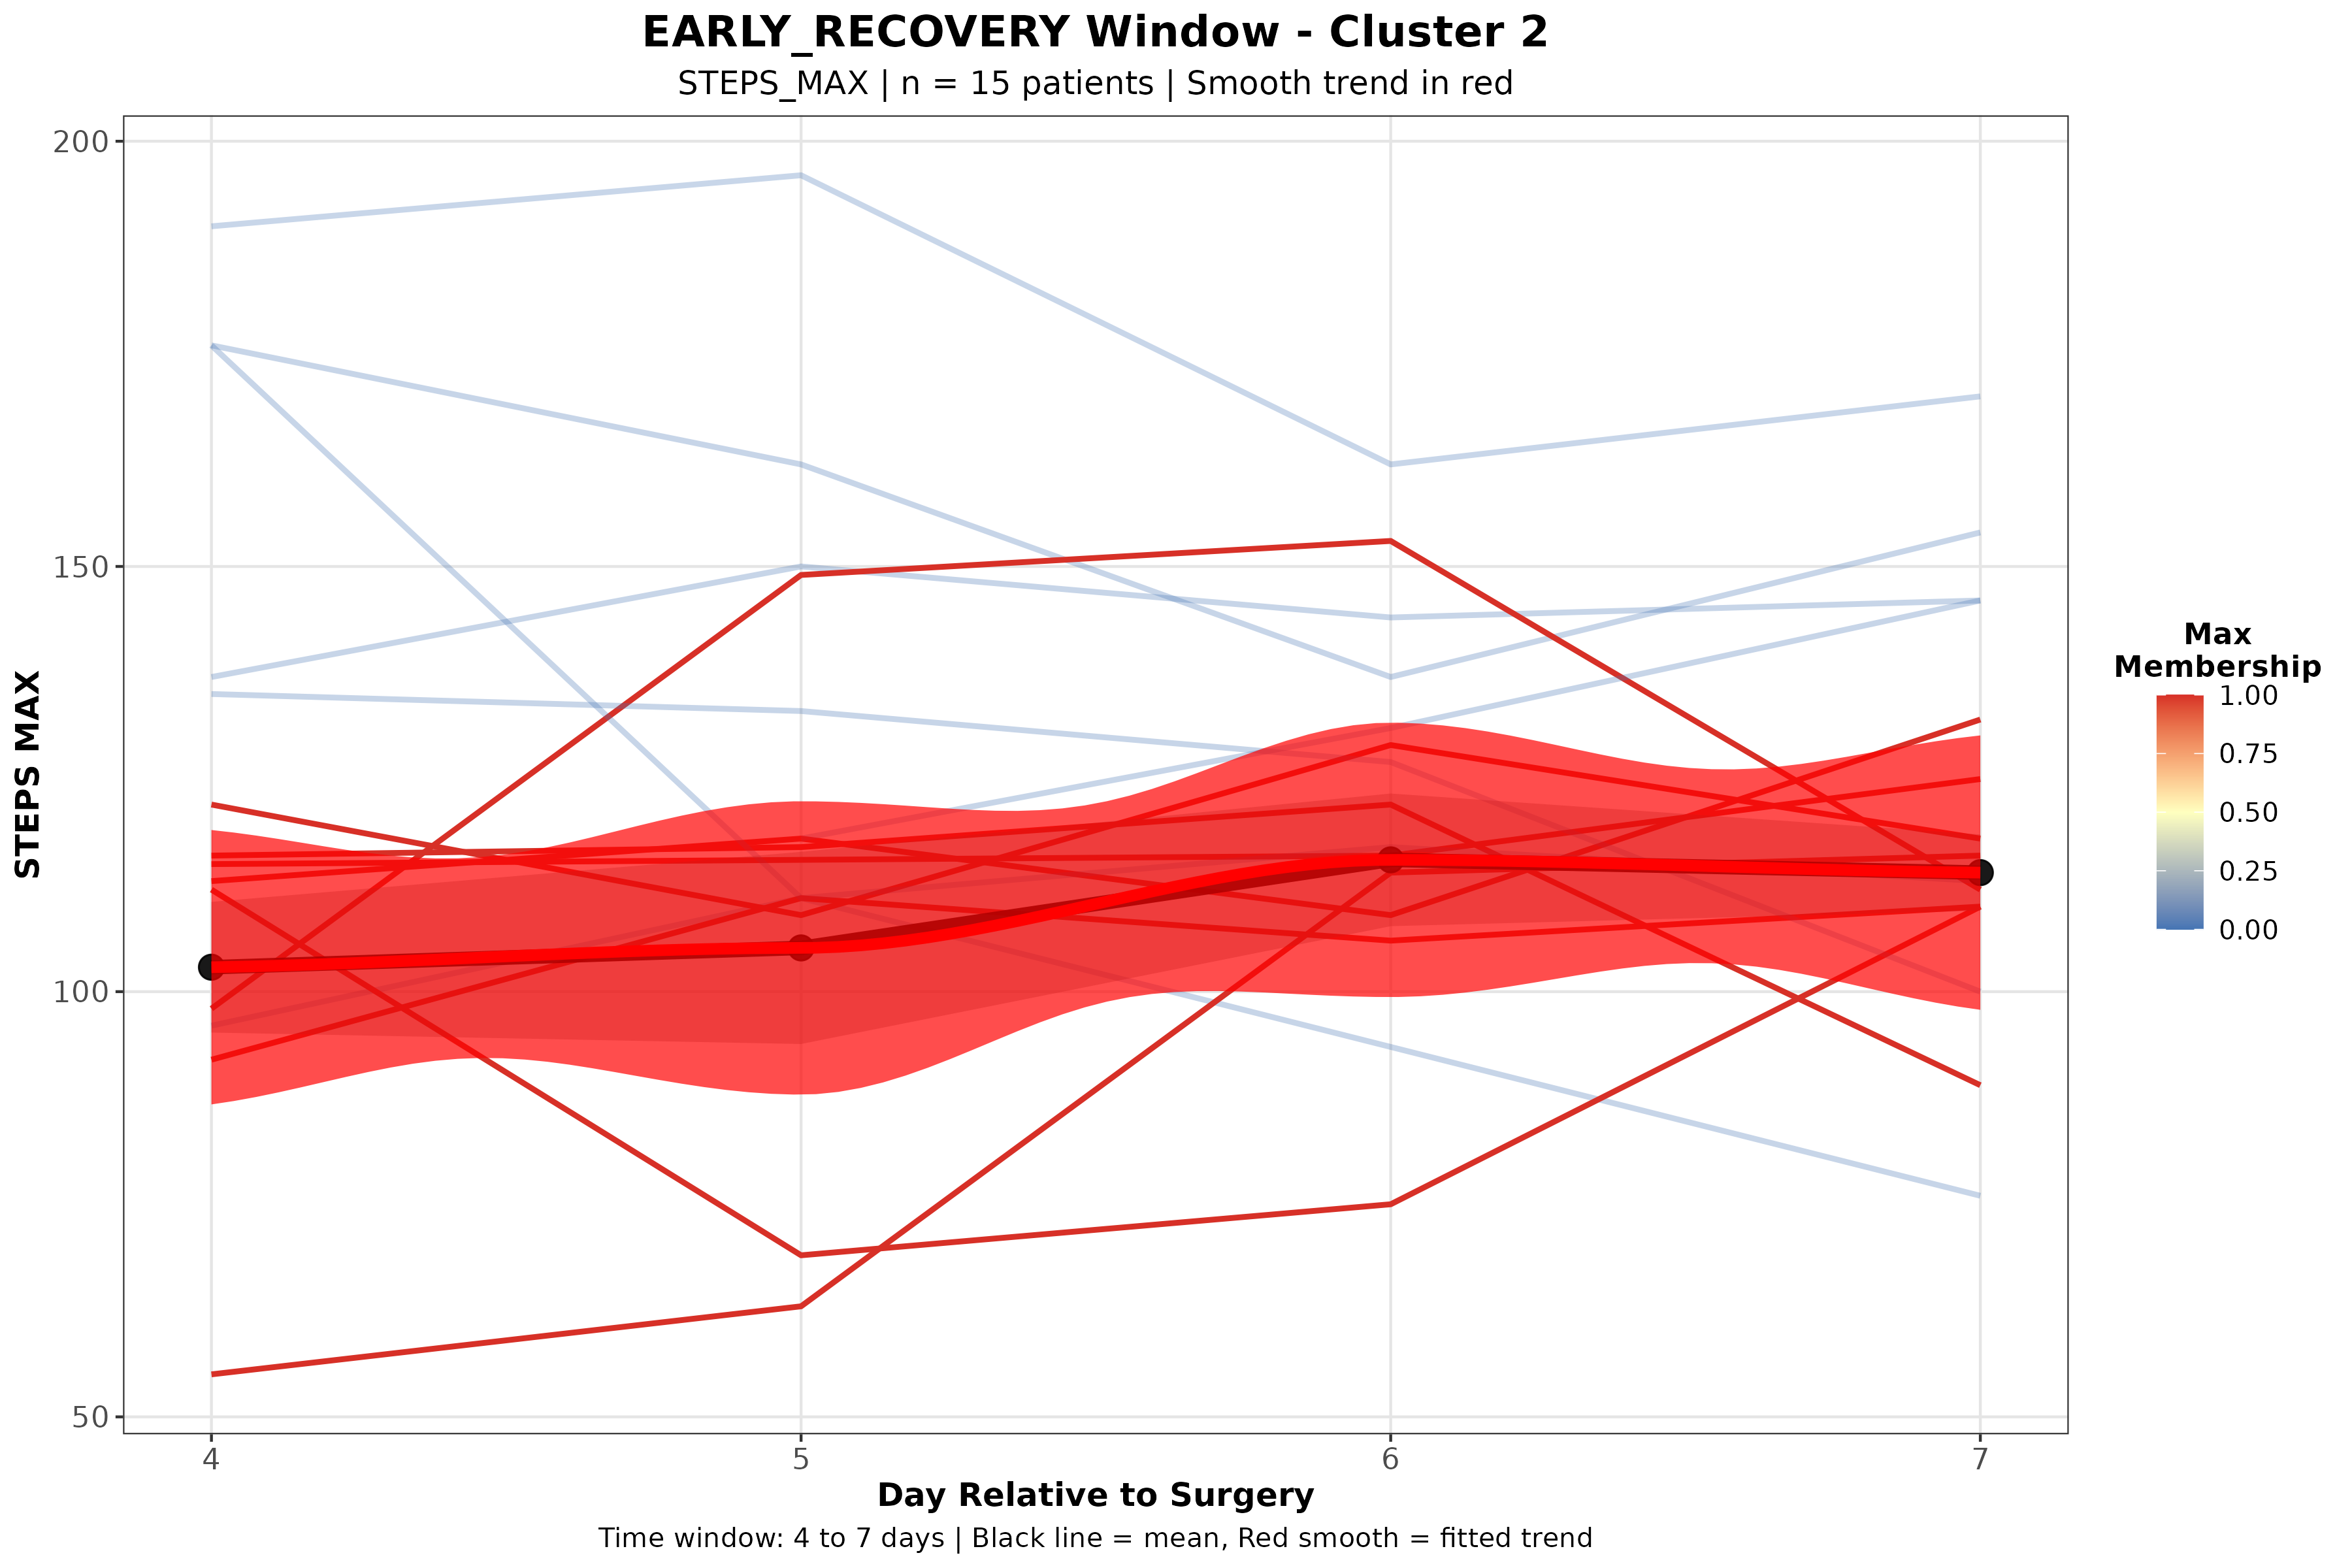 EARLY_RECOVERY Window - Cluster 2
STEPS_MAX | n = 15 patients | Smooth trend in red
200
150
100
50
STEPS MAX
4
5
6
7
Day Relative to Surgery
Time window: 4 to 7 days | Black line = mean, Red smooth = fitted trend
Max
Membership
1.00
0.75
0.50
0.25
0.00